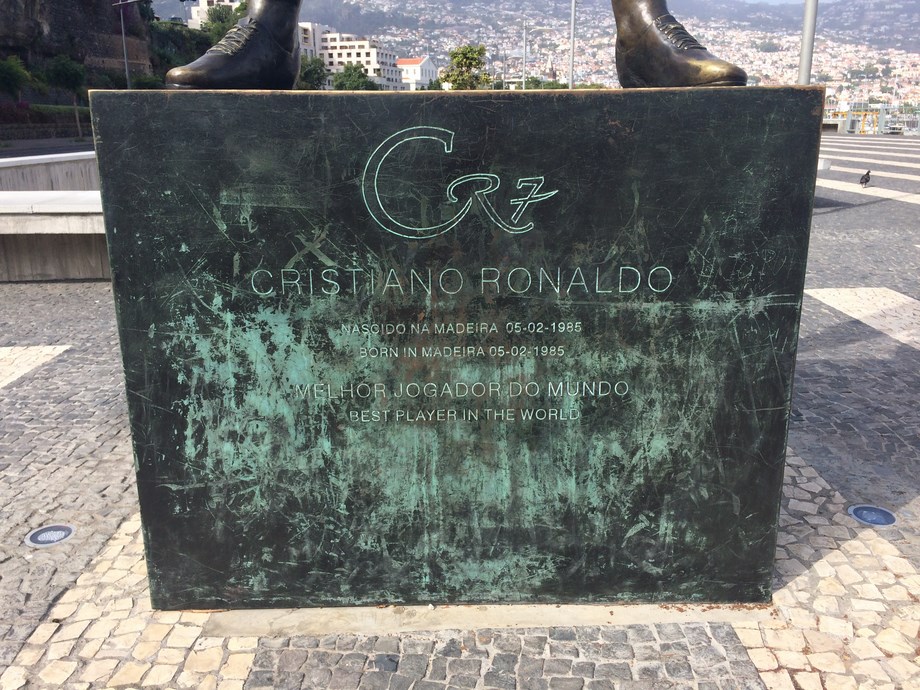 CR7
CRISTIANO RONALDO
NASCIDO NA MADEIRA 05-02-1985
BORN IN MADEIRA 05-02-1985
MELHOR JOGADOR DO MUNDO
BEST PLAYER IN THE WORLD